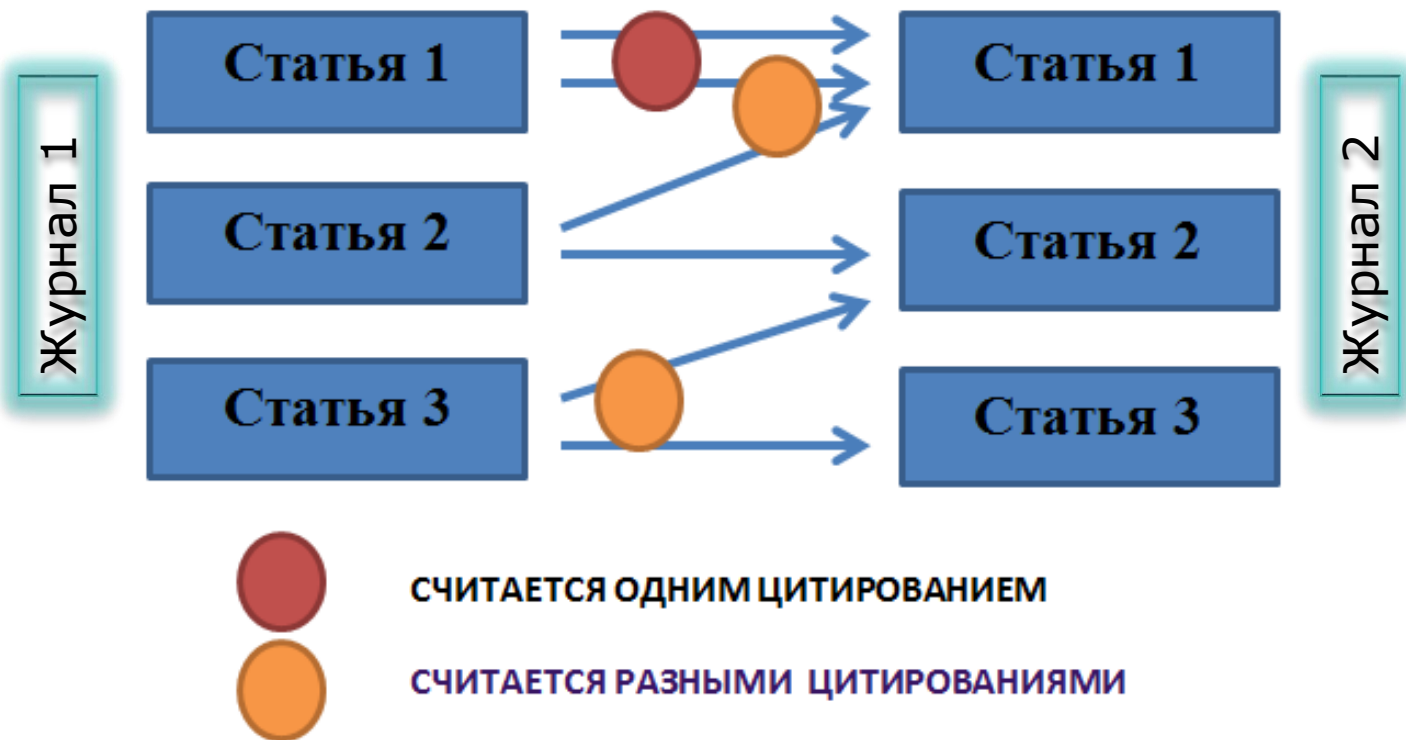 Журнал 1
Статья 1
Статья 2
Статья 3
Статья 1
Статья 2
Статья 3
Журнал 2
СЧИТАЕТСЯ ОДНИМ ЦИТИРОВАНИЕМ
СЧИТАЕТСЯ РАЗНЫМИ ЦИТИРОВАНИЯМИ